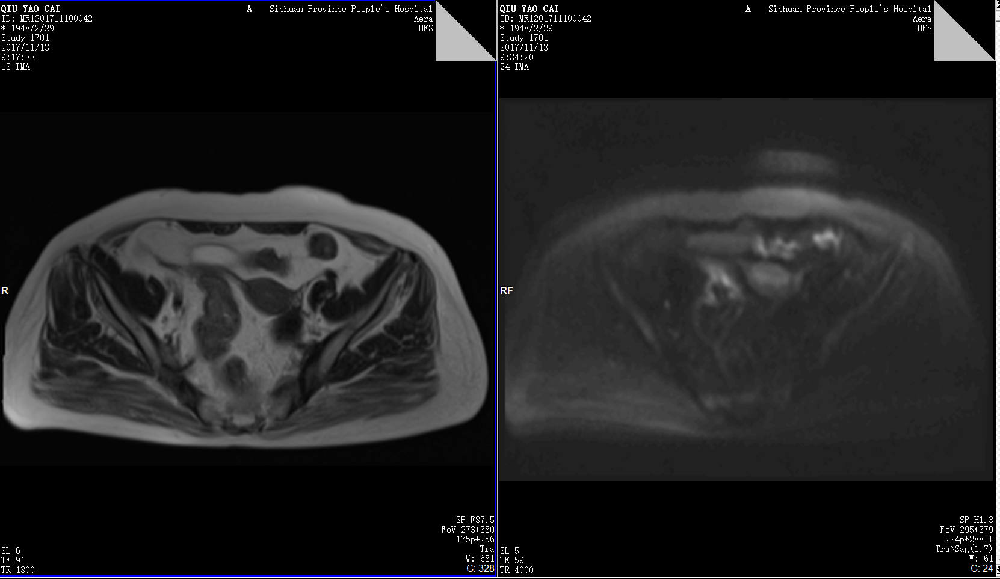 QIU YAO CAI
ID: MR1201711100042
* 1948/2/29
Study 1701
2017/11/13
9:17:33
18 IMA
A
Sichuan Province People's Hospital
Aera
HFS
R
SL 6
TE 91
TR 1300
SP F87.5
FoV 273*380
175p*256
Tra
W: 681
C: 328
QIU YAO CAI
ID: MR1201711100042
* 1948/2/29
Study 1701
2017/11/13
9:34:20
24 IMA
A
Sichuan Province People's Hospital
Aera
HFS
RF
SL 5
TE 59
TR 4000
SP H1.3
FoV 295*379
224p*288 I
Tra>Sag(1.7)
W: 61
C: 24